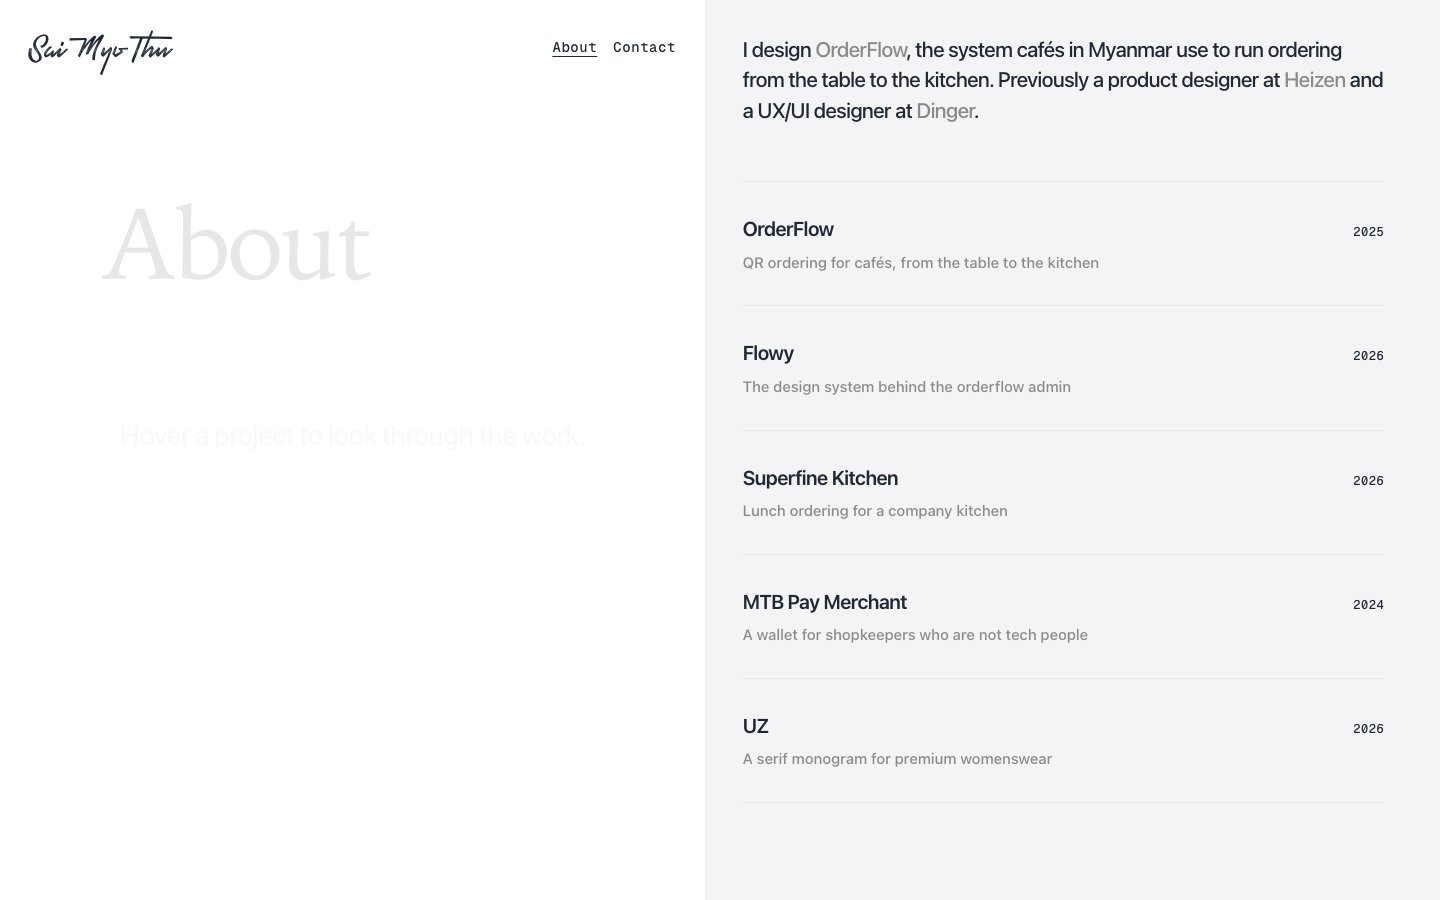 Sai Myo Thu
About Contact
About
Hover a project to look through the work.
I design OrderFlow, the system cafés in Myanmar use to run ordering
from the table to the kitchen. Previously a product designer at Heizen and
a UX/UI designer at Dinger.
OrderFlow 2025
QR ordering for cafés, from the table to the kitchen
Flowy 2026
The design system behind the orderflow admin
Superfine Kitchen 2026
Lunch ordering for a company kitchen
MTB Pay Merchant 2024
A wallet for shopkeepers who are not tech people
UZ 2026
A serif monogram for premium womenswear